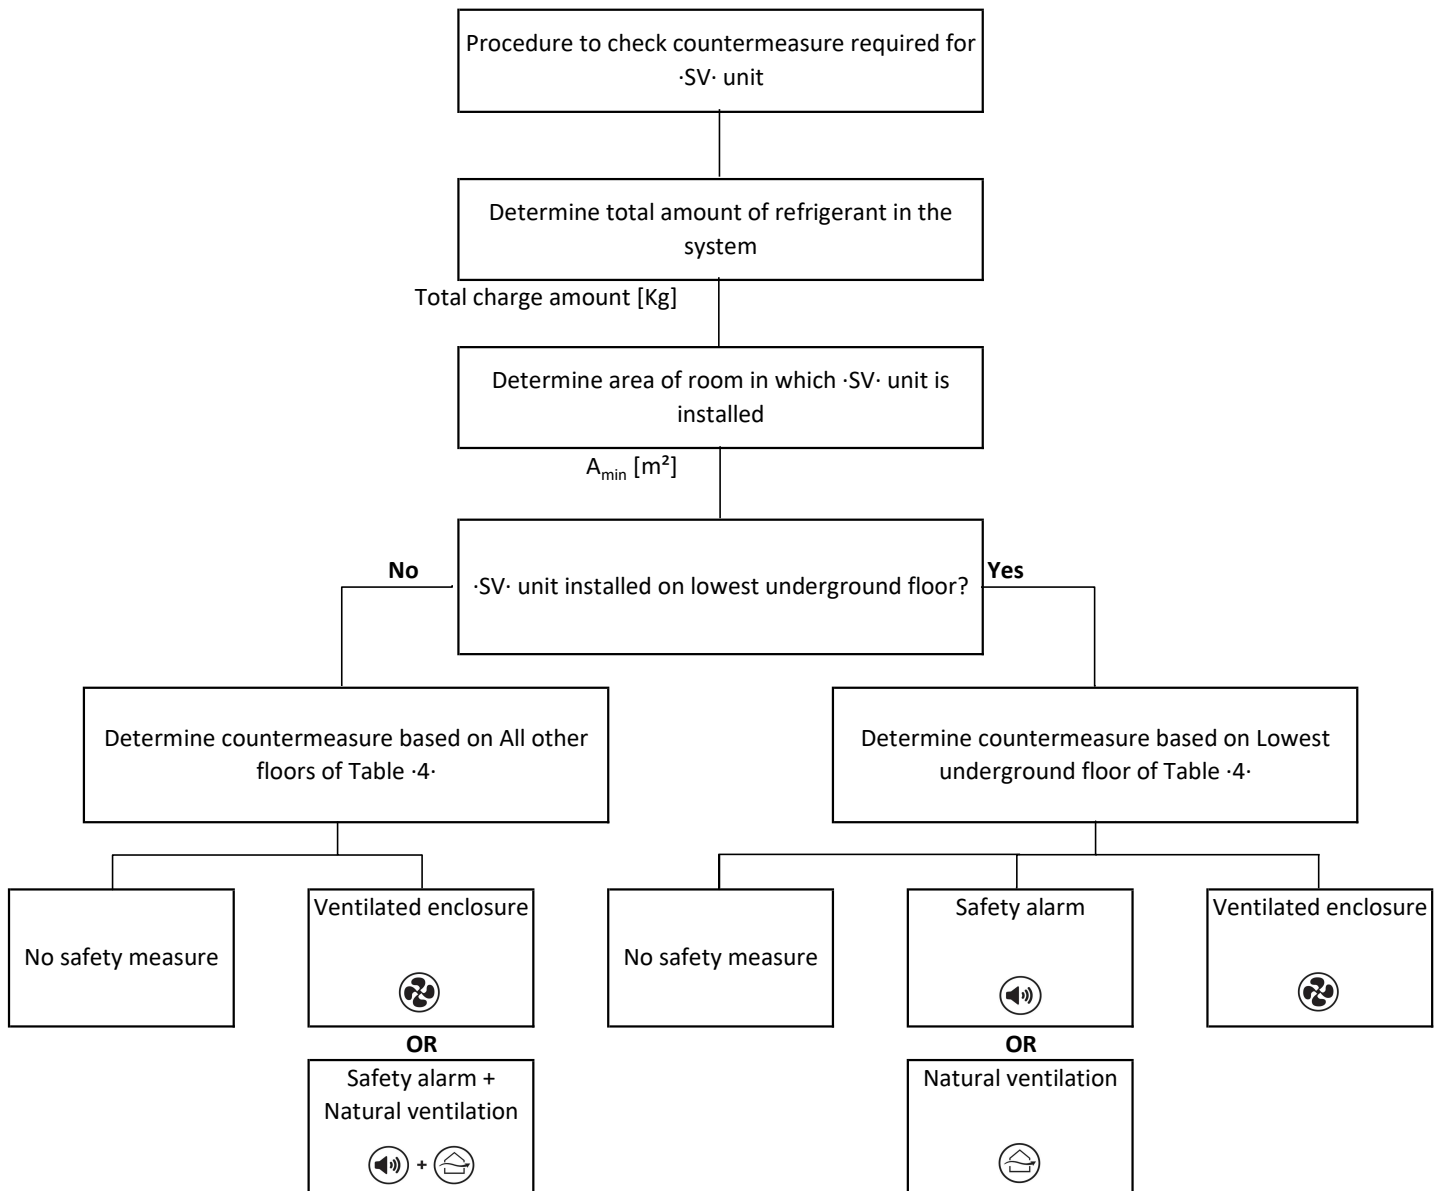 Procedure to check countermeasure required for
·SV· unit
Determine total amount of refrigerant in the
system
Total charge amount [Kg]
Determine area of room in which ·SV· unit is
installed
Amin [m²]
No
·SV· unit installed on lowest underground floor?
Yes
Determine countermeasure based on All other
floors of Table ·4·
Determine countermeasure based on Lowest
underground floor of Table ·4·
No safety measure
Ventilated enclosure
OR
Safety alarm +
Natural ventilation
+
No safety measure
Safety alarm
OR
Natural ventilation
Ventilated enclosure